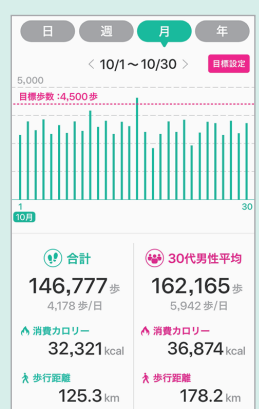 日 週 月 年
< 10/1~10/30 > 目標設定
5,000
目標歩数:4,500歩
1 30
10月
合計 30代男性平均
146,777歩 162,165歩
4,178 歩/日 5,942 歩/日
消費カロリー 消費カロリー
32,321kcal 36,874kcal
歩行距離 歩行距離
125.3km 178.2km